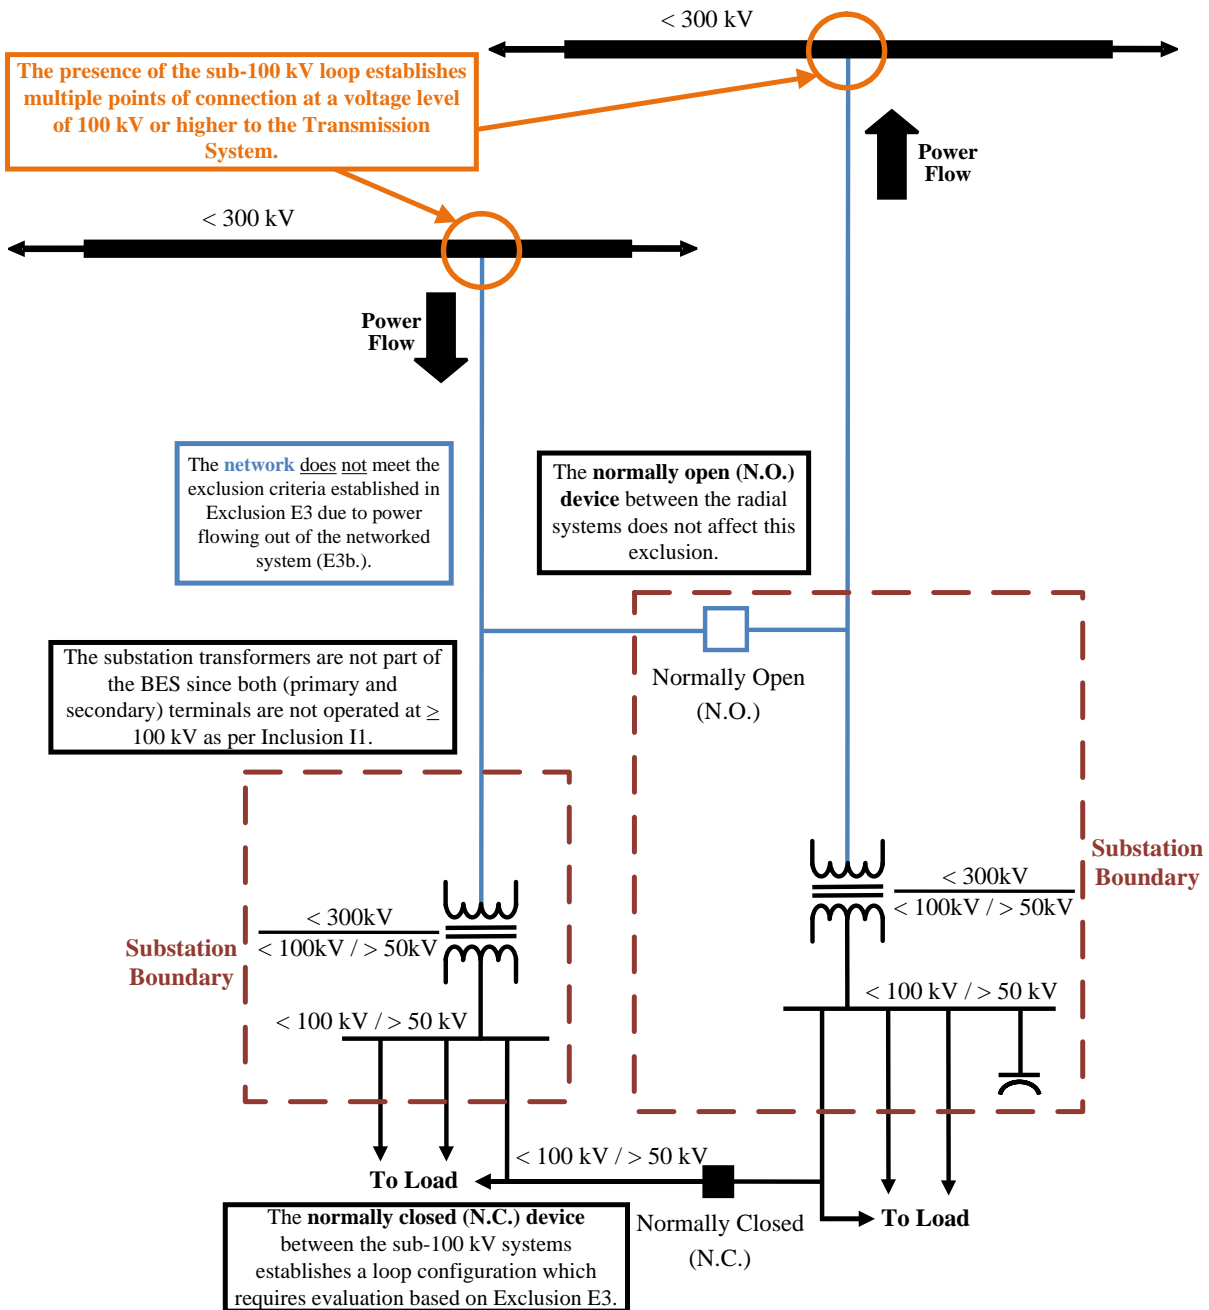 < 300 kV
The presence of the sub-100 kV loop establishes
multiple points of connection at a voltage level
of 100 kV or higher to the Transmission
System.
Power
Flow
< 300 kV
Power
Flow
The network does not meet the
exclusion criteria established in
Exclusion E3 due to power
flowing out of the networked
system (E3b.).
The normally open (N.O.)
device between the radial
systems does not affect this
exclusion.
The substation transformers are not part of
the BES since both (primary and
secondary) terminals are not operated at ≥
100 kV as per Inclusion I1.
Normally Open
(N.O.)
Substation
Boundary
< 300kV
< 100kV / > 50kV
< 300kV
< 100kV / > 50kV
Substation
Boundary
< 100 kV / > 50 kV
< 100 kV / > 50 kV
< 100 kV / > 50 kV
To Load
To Load
Normally Closed
(N.C.)
The normally closed (N.C.) device
between the sub-100 kV systems
establishes a loop configuration which
requires evaluation based on Exclusion E3.